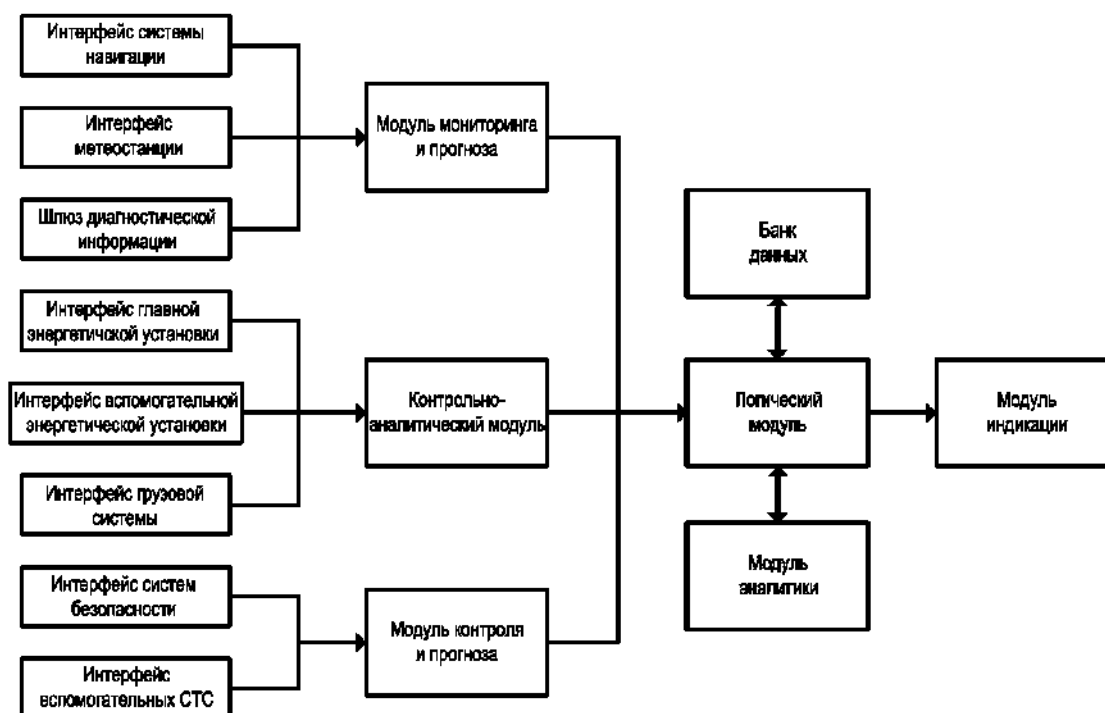 Интерфейс системы
навигации
Интерфейс
метеостанции
Шлюз диагностической
информации
Интерфейс главной
энергетичской установки
Интерфейс вспомогательной
энергетической установки
Интерфейс грузовой
системы
Интерфейс систем
безопасности
Интерфейс
вспомогательных СТС
Модуль мониторинга
и прогноза
Контрольно-
аналитический модуль
Модуль контроля
и прогноза
Банк
данных
Логический
модуль
Модуль
аналитики
Модуль
индикации